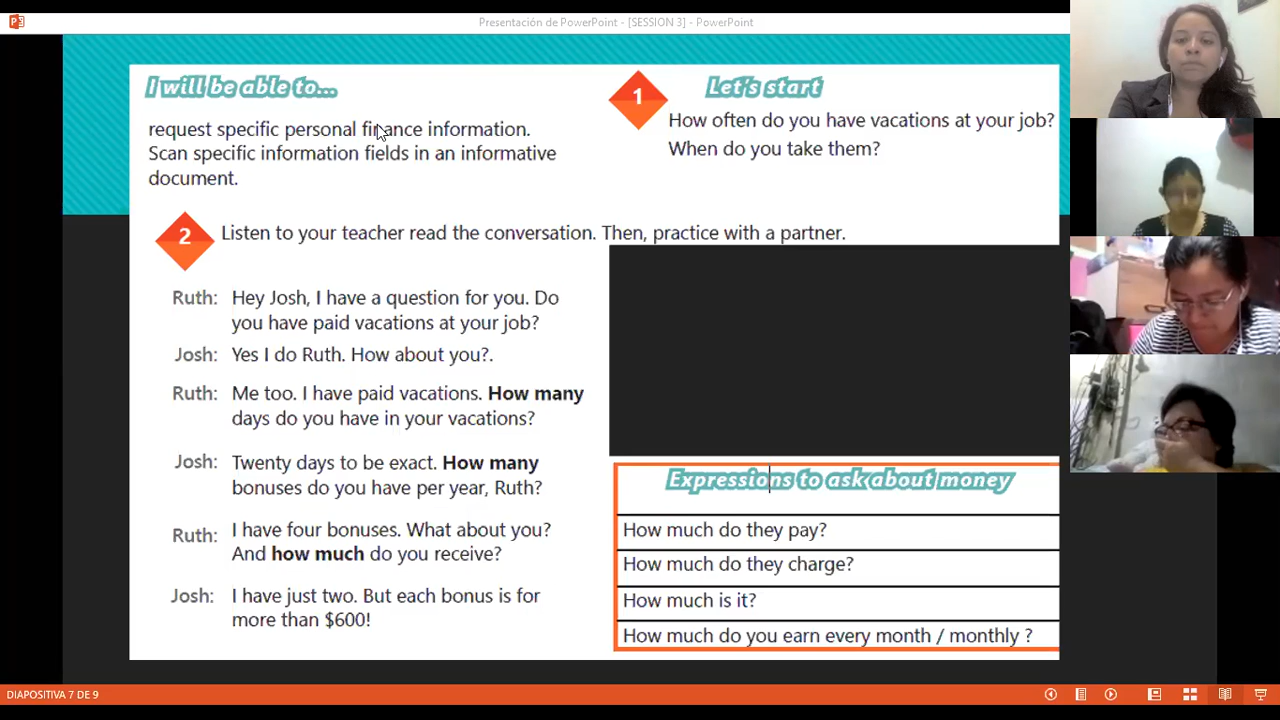 Presentación de PowerPoint - [SESSION 3] - PowerPoint
I will be able to...
request specific personal finance information.
Scan specific information fields in an informative
document.
1
Let's start
How often do you have vacations at your job?
When do you take them?
2
Listen to your teacher read the conversation. Then, practice with a partner.
Ruth: Hey Josh, I have a question for you. Do
you have paid vacations at your job?
Josh: Yes I do Ruth. How about you?.
Ruth: Me too. I have paid vacations. How many
days do you have in your vacations?
Josh: Twenty days to be exact. How many
bonuses do you have per year, Ruth?
Ruth: I have four bonuses. What about you?
And how much do you receive?
Josh: I have just two. But each bonus is for
more than $600!
Expressions to ask about money
How much do they pay?
How much do they charge?
How much is it?
How much do you earn every month / monthly ?
DIAPOSITIVA 7 DE 9